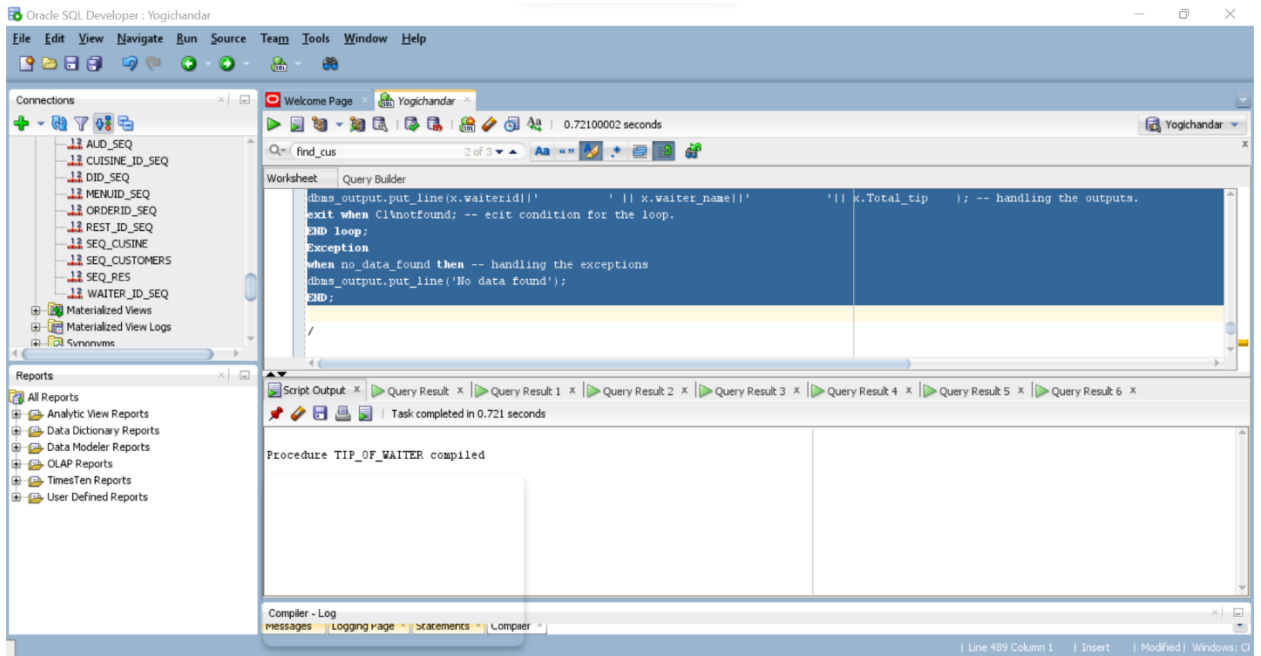 Oracle SQL Developer : Yogichandar
File Edit View Navigate Run Source Team Tools Window Help
Connections
AUD_SEQ
CUISINE_ID_SEQ
DID_SEQ
MENUID_SEQ
ORDERID_SEQ
REST_ID_SEQ
SEQ_CUSINE
SEQ_CUSTOMERS
SEQ_RES
WAITER_ID_SEQ
Materialized Views
Materialized View Logs
Synonyms
Reports
All Reports
Analytic View Reports
Data Dictionary Reports
Data Modeler Reports
OLAP Reports
TimesTen Reports
User Defined Reports
Welcome Page Yogichandar
0.72100002 seconds Yogichandar
find_cus 2 of 3 Aa “” .*
Worksheet Query Builder
dbms_output.put_line(x.waiterid||' ' || x.waiter_name||' '|| x.Total_tip ); -- handling the outputs.
exit when C1%notfound; -- ecit condition for the loop.
END loop;
Exception
when no_data_found then -- handling the exceptions
dbms_output.put_line('No data found');
END;
/
Script Output Query Result Query Result 1 Query Result 2 Query Result 3 Query Result 4 Query Result 5 Query Result 6
Task completed in 0.721 seconds
Procedure TIP_OF_WAITER compiled
Compiler - Log
Messages Logging Page Statements Compiler
| Line 489 Column 1 | Insert | Modified | Windows: Cl